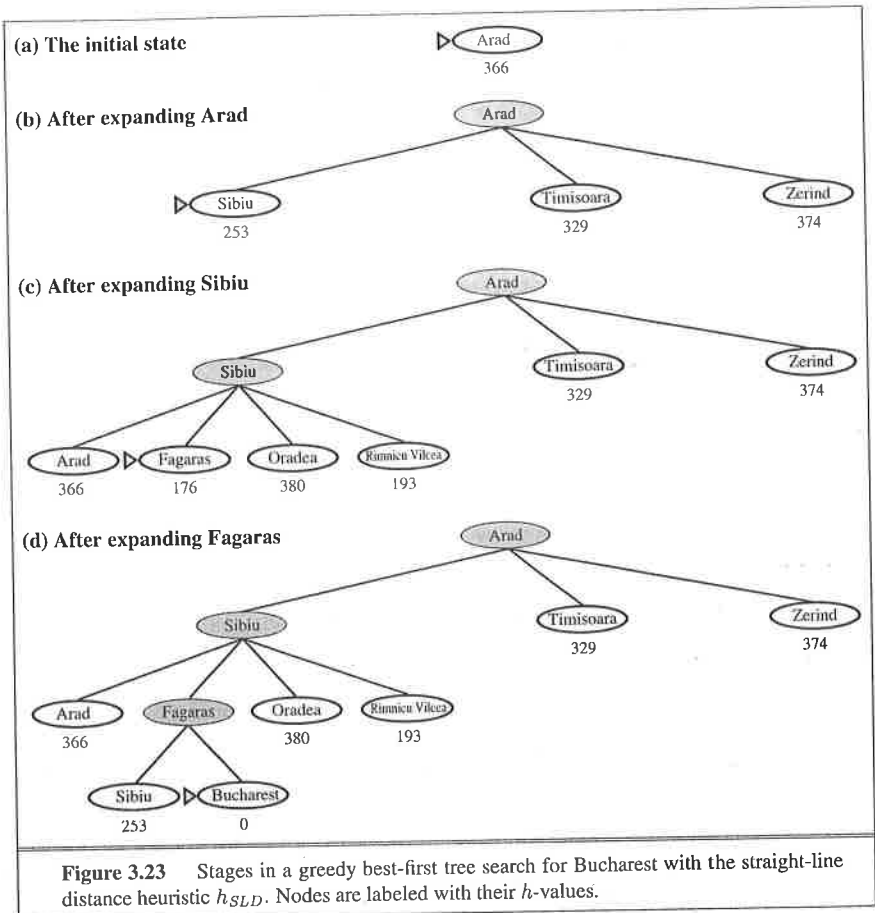 (a) The initial state
Arad
366
(b) After expanding Arad
Arad
Sibiu
Timisoara
Zerind
253
329
374
(c) After expanding Sibiu
Arad
Sibiu
Timisoara
Zerind
329
374
Arad
Fagaras
Oradea
Rimnicu Vilcea
366
176
380
193
(d) After expanding Fagaras
Arad
Sibiu
Timisoara
Zerind
329
374
Arad
Fagaras
Oradea
Rimnicu Vilcea
366
380
193
Sibiu
Bucharest
253
0
Figure 3.23 Stages in a greedy best-first tree search for Bucharest with the straight-line
distance heuristic hSLD. Nodes are labeled with their h-values.